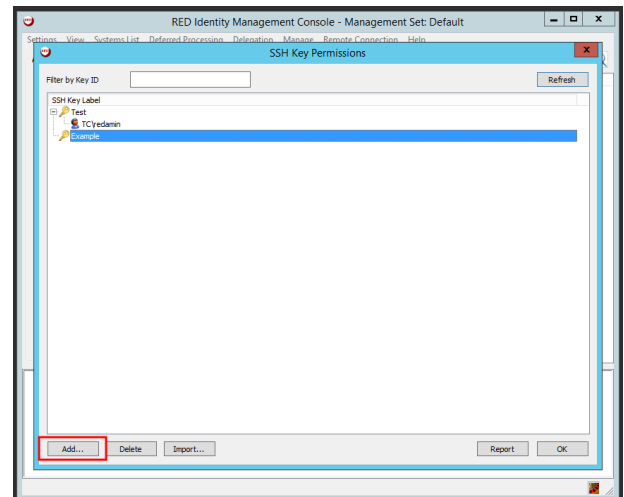 RED Identity Management Console - Management Set: Default
Settings View Systems List Deferred Processing Delegation Manage Remote Connection Help
SSH Key Permissions
Filter by Key ID
Refresh
SSH Key Label
Test
TC\redamin
Example
Add... Delete Import... Report OK